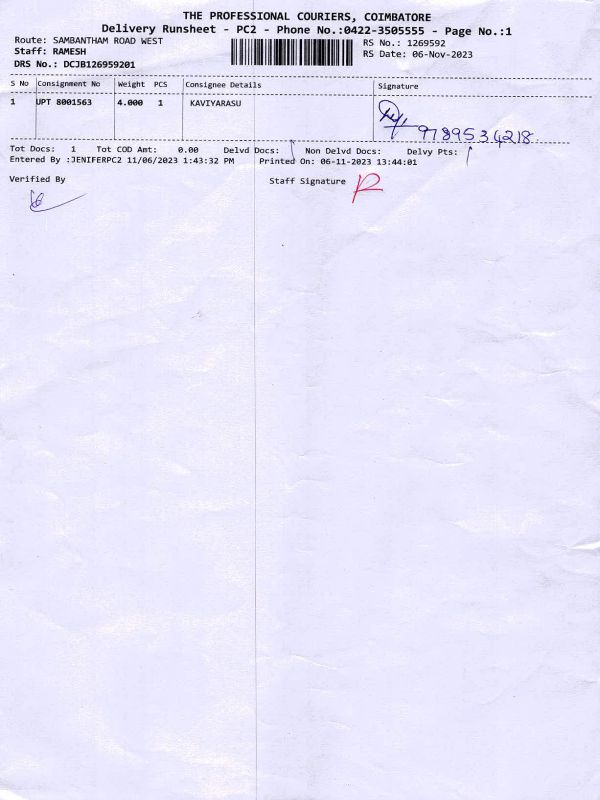 THE PROFESSIONAL COURIERS, COIMBATORE
Delivery Runsheet - PC2 - Phone No.:0422-3505555 - Page No.:1
Route: SAMBANTHAM ROAD WEST RS No.: 1269592
Staff: RAMESH RS Date: 06-Nov-2023
DRS No.: DCJB126959201
S No Consignment No Weight PCS Consignee Details Signature
1 UPT 8001563 4.000 1 KAVIYARASU
9789534218
Tot Docs: 1 Tot COD Amt: 0.00 Delvd Docs: Non Delvd Docs: Delvy Pts:
Entered By :JENIFERPC2 11/06/2023 1:43:32 PM Printed On: 06-11-2023 13:44:01
Verified By Staff Signature